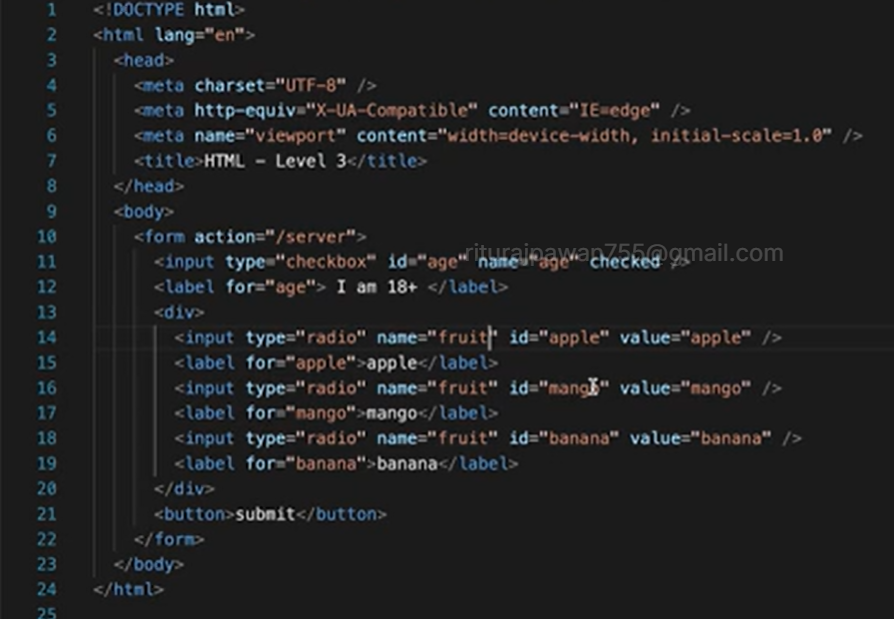 1 <!DOCTYPE html>
2 <html lang="en">
3 <head>
4 <meta charset="UTF-8" />
5 <meta http-equiv="X-UA-Compatible" content="IE=edge" />
6 <meta name="viewport" content="width=device-width, initial-scale=1.0" />
7 <title>HTML – Level 3</title>
8 </head>
9 <body>
10 <form action="/server">
riturajpawan755@gmail.com
11 <input type="checkbox" id="age" name="age" checked />
12 <label for="age"> I am 18+ </label>
13 <div>
14 <input type="radio" name="fruit" id="apple" value="apple" />
15 <label for="apple">apple</label>
16 <input type="radio" name="fruit" id="mango" value="mango" />
17 <label for="mango">mango</label>
18 <input type="radio" name="fruit" id="banana" value="banana" />
19 <label for="banana">banana</label>
20 </div>
21 <button>submit</button>
22 </form>
23 </body>
24 </html>
25